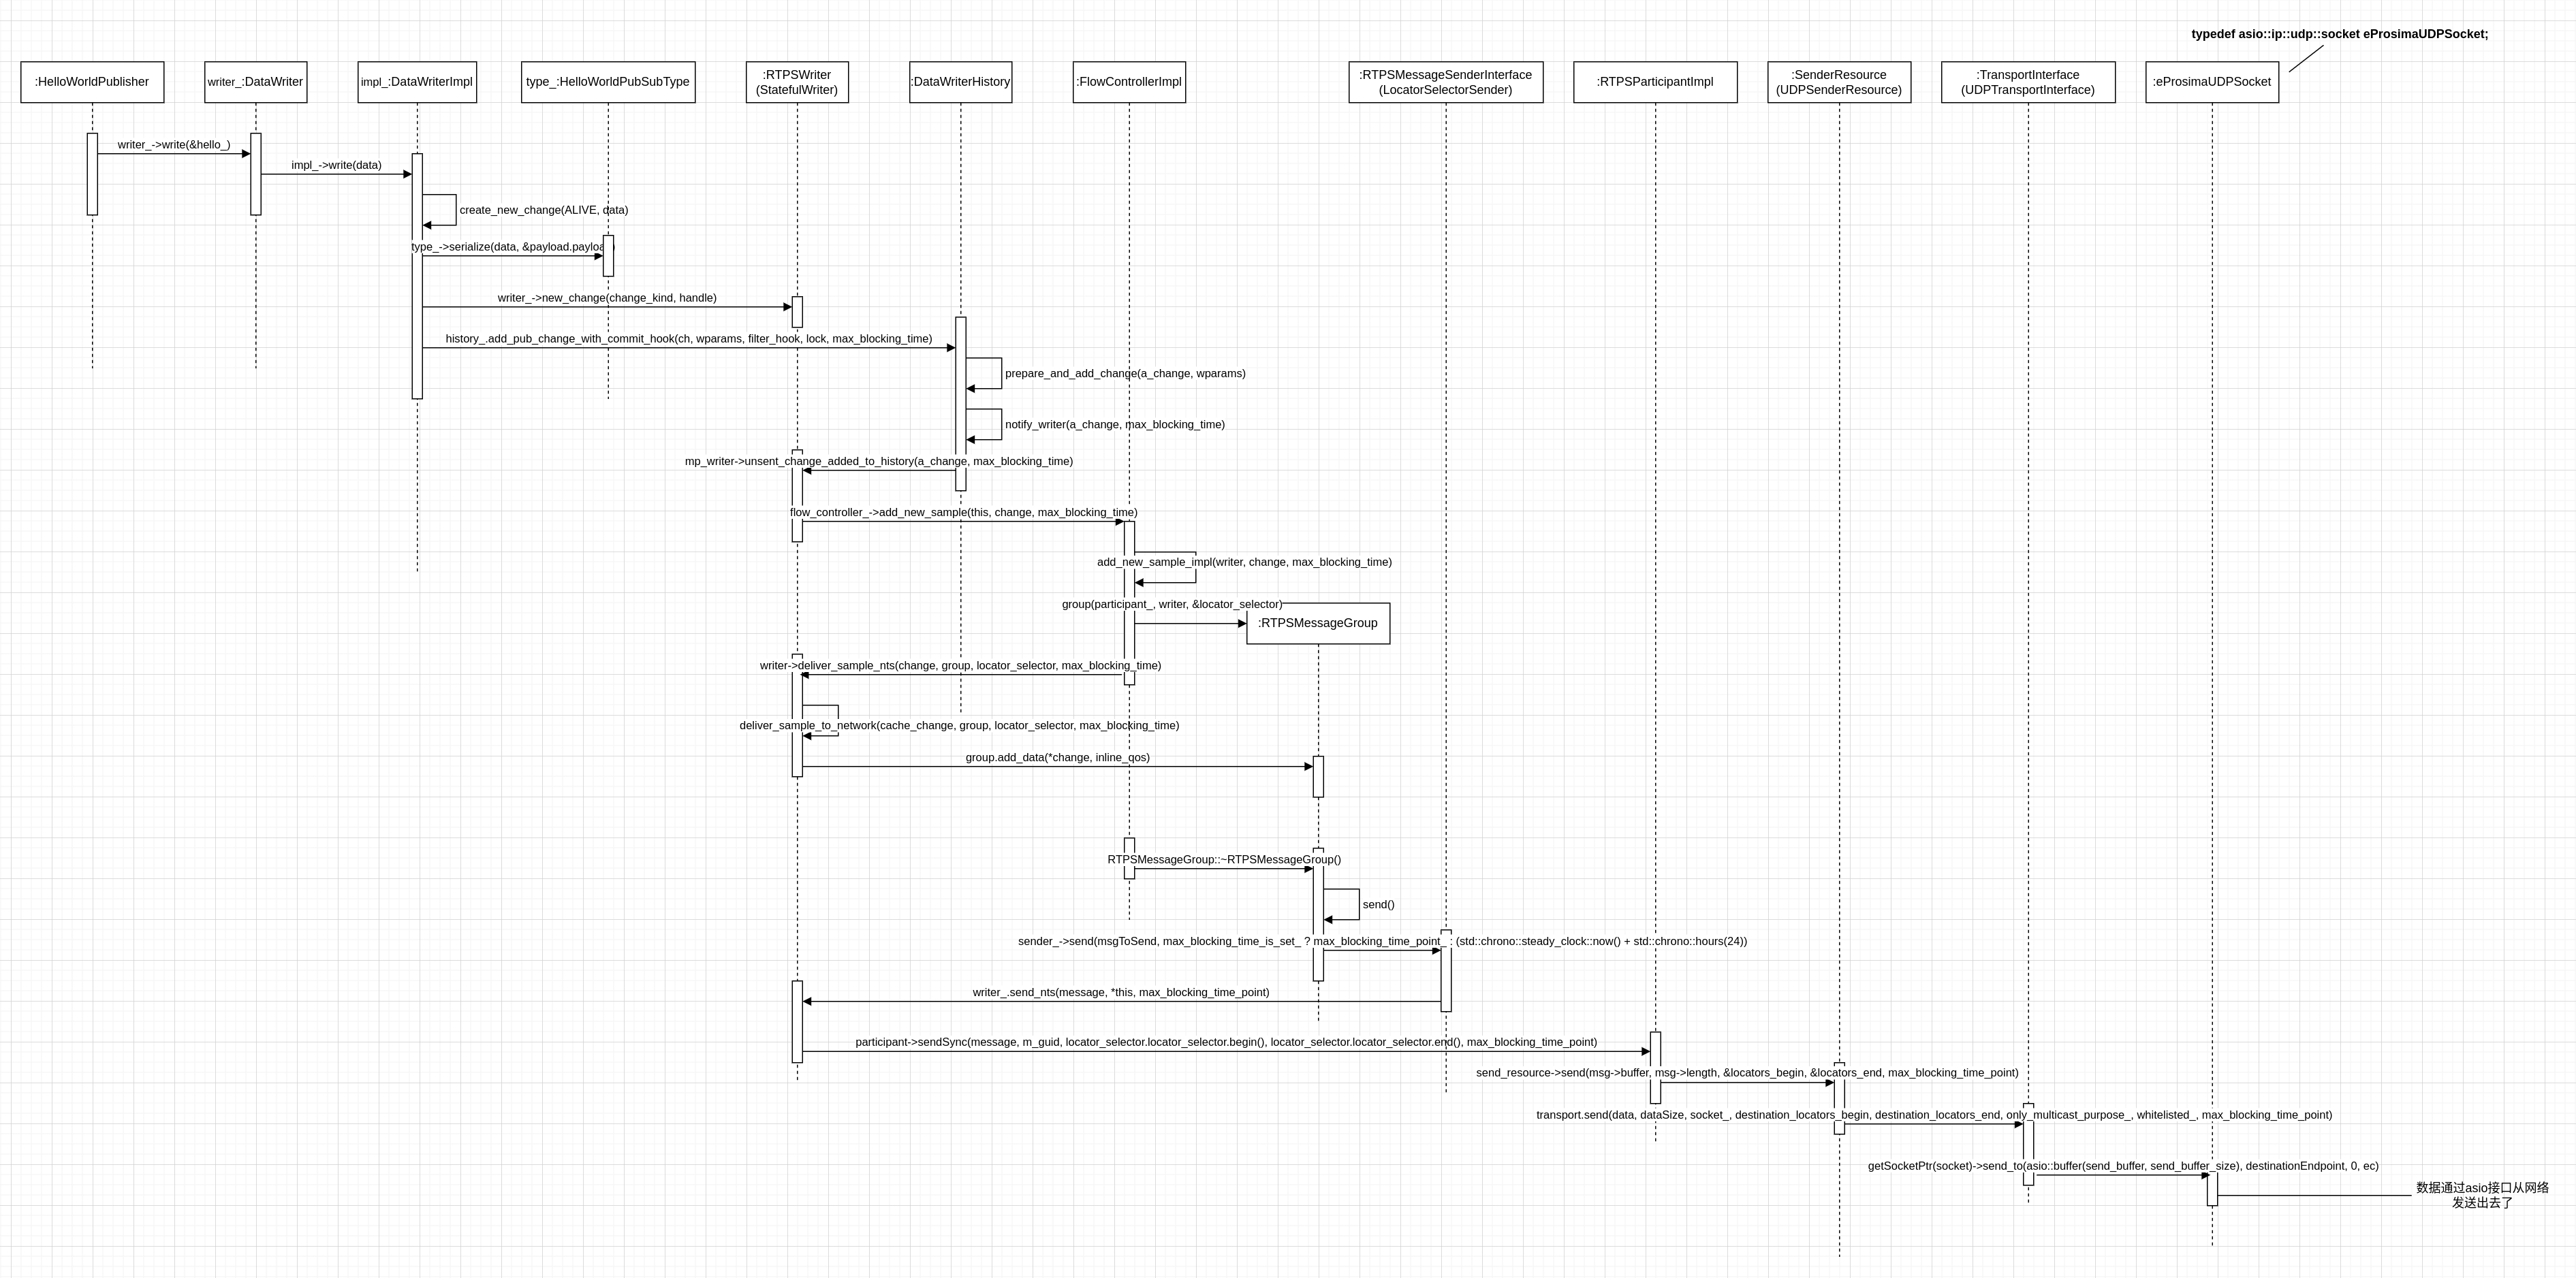 typedef asio::ip::udp::socket eProsimaUDPSocket;
:HelloWorldPublisher
writer_:DataWriter
impl_:DataWriterImpl
type_:HelloWorldPubSubType
:RTPSWriter
(StatefulWriter)
:DataWriterHistory
:FlowControllerImpl
:RTPSMessageSenderInterface
(LocatorSelectorSender)
:RTPSParticipantImpl
:SenderResource
(UDPSenderResource)
:TransportInterface
(UDPTransportInterface)
:eProsimaUDPSocket
writer_->write(&hello_)
impl_->write(data)
create_new_change(ALIVE, data)
type_->serialize(data, &payload.payload)
writer_->new_change(change_kind, handle)
history_.add_pub_change_with_commit_hook(ch, wparams, filter_hook, lock, max_blocking_time)
prepare_and_add_change(a_change, wparams)
notify_writer(a_change, max_blocking_time)
mp_writer->unsent_change_added_to_history(a_change, max_blocking_time)
flow_controller_->add_new_sample(this, change, max_blocking_time)
add_new_sample_impl(writer, change, max_blocking_time)
group(participant_, writer, &locator_selector)
:RTPSMessageGroup
writer->deliver_sample_nts(change, group, locator_selector, max_blocking_time)
deliver_sample_to_network(cache_change, group, locator_selector, max_blocking_time)
group.add_data(*change, inline_qos)
RTPSMessageGroup::~RTPSMessageGroup()
send()
sender_->send(msgToSend, max_blocking_time_is_set_ ? max_blocking_time_point_ : (std::chrono::steady_clock::now() + std::chrono::hours(24))
writer_.send_nts(message, *this, max_blocking_time_point)
participant->sendSync(message, m_guid, locator_selector.locator_selector.begin(), locator_selector.locator_selector.end(), max_blocking_time_point)
send_resource->send(msg->buffer, msg->length, &locators_begin, &locators_end, max_blocking_time_point)
transport.send(data, dataSize, socket_, destination_locators_begin, destination_locators_end, only_multicast_purpose_, whitelisted_, max_blocking_time_point)
getSocketPtr(socket)->send_to(asio::buffer(send_buffer, send_buffer_size), destinationEndpoint, 0, ec)
数据通过asio接口从网络
发送出去了